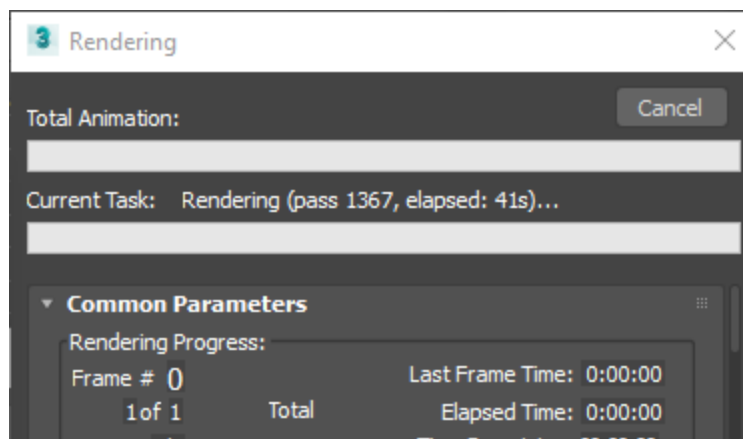 3 Rendering
Cancel
Total Animation:
Current Task: Rendering (pass 1367, elapsed: 41s)...
Common Parameters
Rendering Progress:
Frame # 0 Last Frame Time: 0:00:00
1 of 1 Total Elapsed Time: 0:00:00